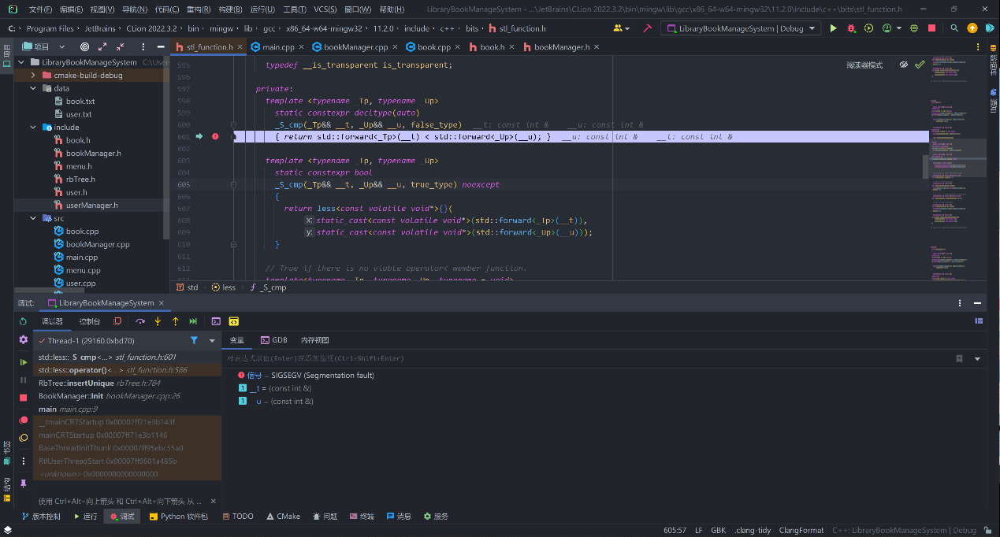 文件(F) 编辑(E) 视图(V) 导航(N) 代码(C) 重构(R) 构建(B) 运行(U) 工具(T) VCS(S) 窗口(W) 帮助(H) LibraryBookManageSystem - ...\JetBrains\CLion 2022.3.2\bin\mingw\lib\gcc\x86_64-w64-mingw32\11.2.0\include\c++\bits\stl_function.h
C: Program Files JetBrains CLion 2022.3.2 bin mingw lib gcc x86_64-w64-mingw32 11.2.0 include c++ bits stl_function.h LibraryBookManageSystem | Debug
项目 stl_function.h main.cpp bookManager.cpp book.cpp book.h bookManager.h
LibraryBookManageSystem C:\Users
cmake-build-debug
data
book.txt
user.txt
include
book.h
bookManager.h
menu.h
rbTree.h
user.h
userManager.h
src
book.cpp
bookManager.cpp
main.cpp
menu.cpp
user.cpp
阅读器模式
595 typedef __is_transparent is_transparent;
596
597 private:
598 template <typename _Tp, typename _Up>
599 static constexpr decltype(auto)
600 _S_cmp(_Tp&& __t, _Up&& __u, false_type) __t: const int & __u: const int &
601 { return std::forward<_Tp>(__t) < std::forward<_Up>(__u); } __u: const int & __t: const int &
602
603 template <typename _Tp, typename _Up>
604 static constexpr bool
605 _S_cmp(_Tp&& __t, _Up&& __u, true_type) noexcept
606 {
607 return less<const volatile void*>{}(
608 x: static_cast<const volatile void*>(std::forward<_Tp>(__t)),
609 y: static_cast<const volatile void*>(std::forward<_Up>(__u)));
610 }
611
612 // True if there is no viable operator< member function.
613 template<typename _Tp, typename _Up, typename = void>
std less _S_cmp
调试: LibraryBookManageSystem
调试器 控制台
Thread-1 (29160.0xbd70)
std::less::_S_cmp<...> stl_function.h:601
std::less::operator()<...> stl_function.h:586
RbTree::insertUnique rbTree.h:784
BookManager::Init bookManager.cpp:26
main main.cpp:9
__tmainCRTStartup 0x00007ff71e3b143f
mainCRTStartup 0x00007ff71e3b1146
BaseThreadInitThunk 0x00007ff95ebc55a0
RtlUserThreadStart 0x00007ff9601a485b
<unknown> 0x0000000000000000
使用 Ctrl+Alt+向上箭头 和 Ctrl+Alt+向下箭头 从 ...
变量 GDB 内存视图
对表达式求值(Enter)或添加监视(Ctrl+Shift+Enter)
信号 = SIGSEGV (Segmentation fault)
__t = {const int &}
__u = {const int &}
项目
书签
结构
数据库
通知
版本控制 运行 调试 Python 软件包 TODO CMake 问题 终端 消息 服务
605:57 LF GBK .clang-tidy ClangFormat C++: LibraryBookManageSystem | Debug